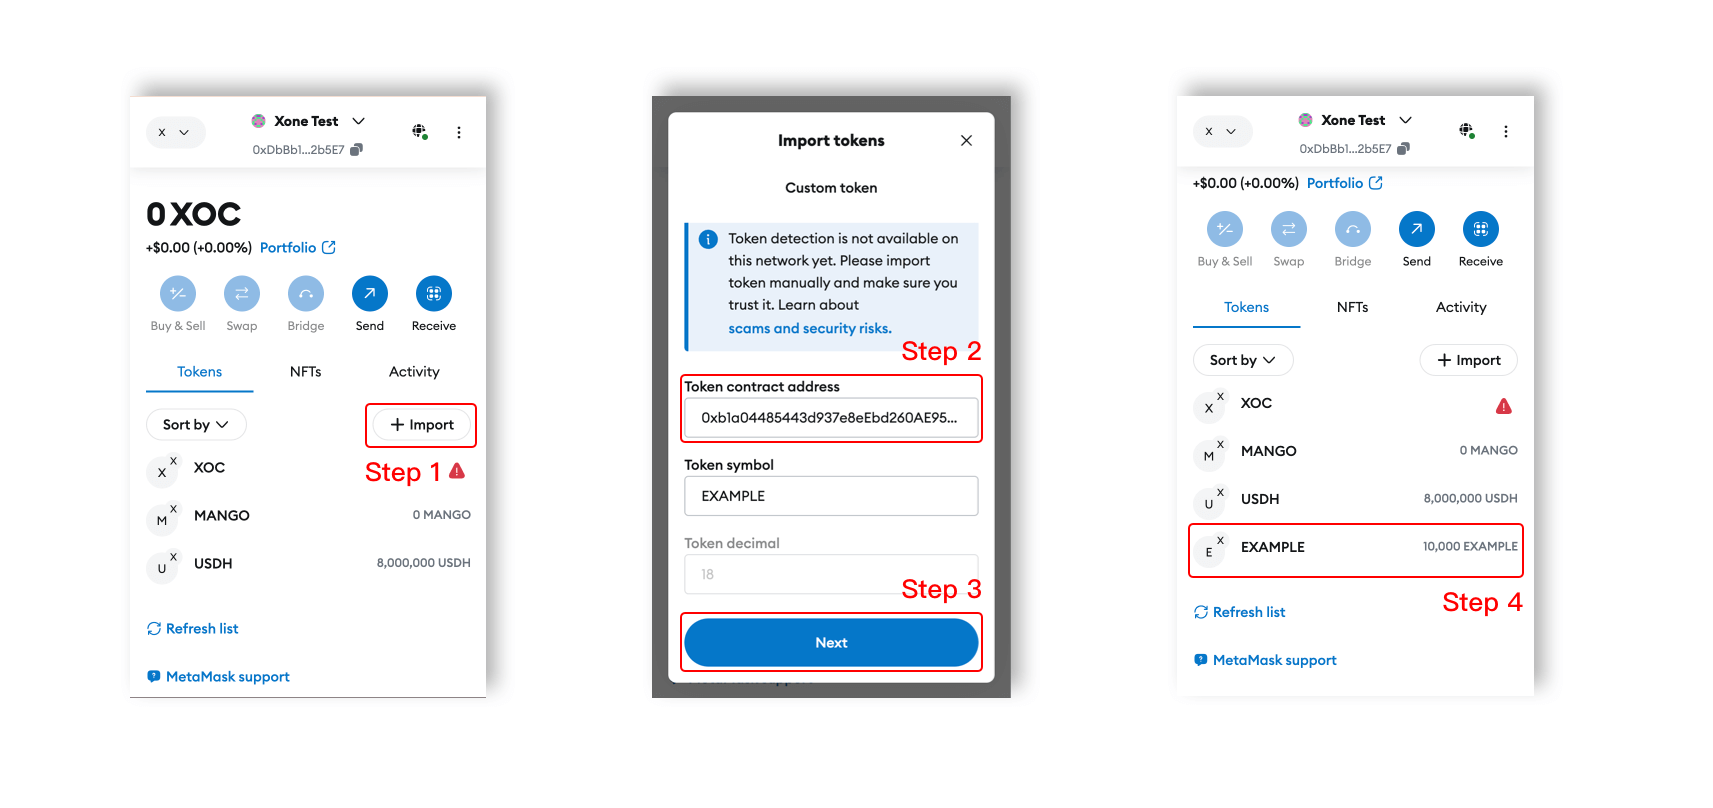 X
Xone Test
0xDbBb1...2b5E7
0 XOC
+$0.00 (+0.00%) Portfolio
Buy & Sell Swap Bridge Send Receive
Tokens NFTs Activity
Sort by + Import
Step 1
X X XOC
M X MANGO 0 MANGO
U X USDH 8,000,000 USDH
Refresh list
MetaMask support
Import tokens
Custom token
Token detection is not available on
this network yet. Please import
token manually and make sure you
trust it. Learn about
scams and security risks.
Step 2
Token contract address
0xb1a04485443d937e8eEbd260AE95...
Token symbol
EXAMPLE
Token decimal
18
Step 3
Next
X
Xone Test
0xDbBb1...2b5E7
+$0.00 (+0.00%) Portfolio
Buy & Sell Swap Bridge Send Receive
Tokens NFTs Activity
Sort by + Import
X X XOC
M X MANGO 0 MANGO
U X USDH 8,000,000 USDH
E X EXAMPLE 10,000 EXAMPLE
Step 4
Refresh list
MetaMask support